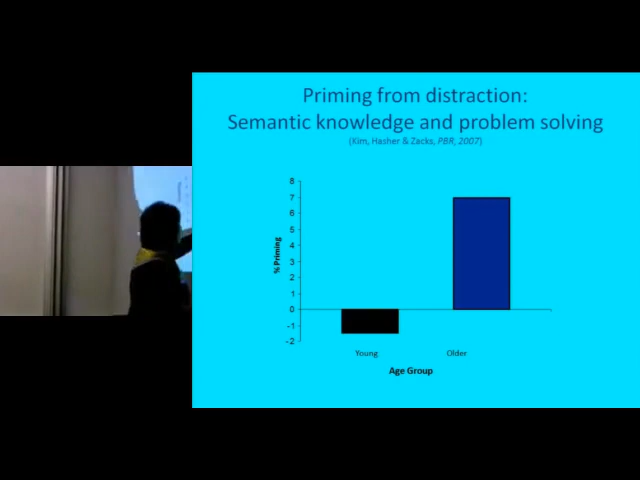 Priming from distraction:
Semantic knowledge and problem solving
(Kim, Hasher & Zacks, PBR, 2007)
8
7
6
5
4
3
2
1
0
-1
-2
% Priming
Young Older
Age Group